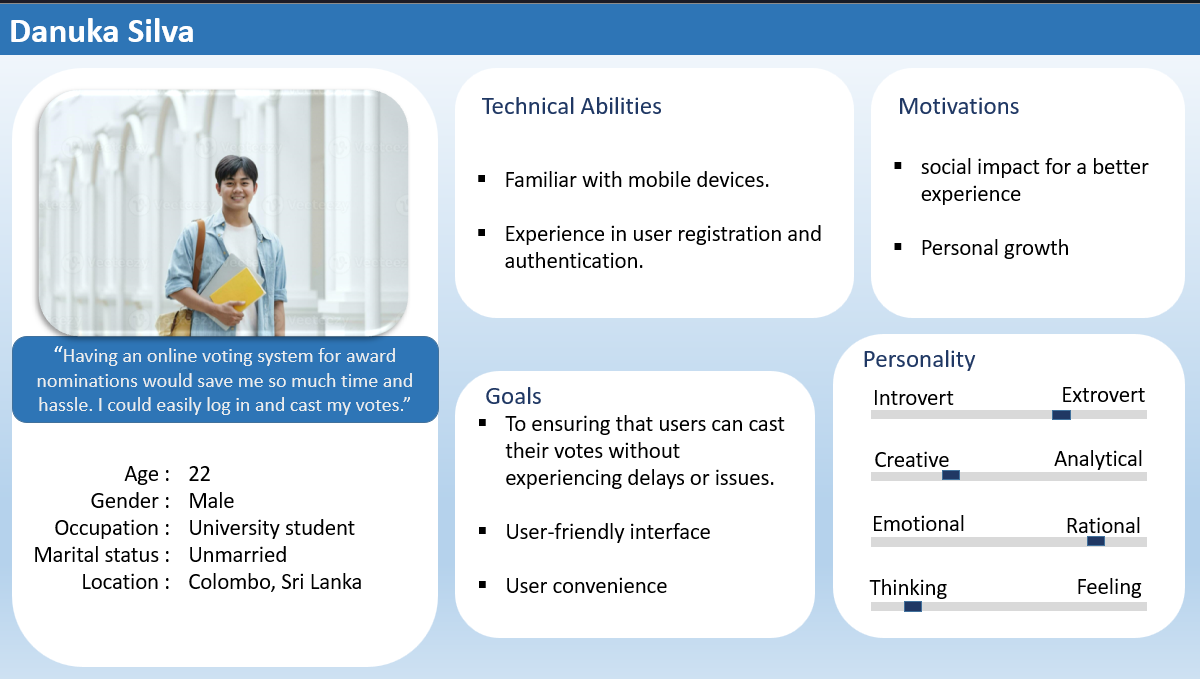 Danuka Silva
“Having an online voting system for award
nominations would save me so much time and
hassle. I could easily log in and cast my votes.”
Age : 22
Gender : Male
Occupation : University student
Marital status : Unmarried
Location : Colombo, Sri Lanka
Technical Abilities
▪ Familiar with mobile devices.
▪ Experience in user registration and
authentication.
Goals
▪ To ensuring that users can cast
their votes without
experiencing delays or issues.
▪ User-friendly interface
▪ User convenience
Motivations
▪ social impact for a better
experience
▪ Personal growth
Personality
Introvert Extrovert
Creative Analytical
Emotional Rational
Thinking Feeling